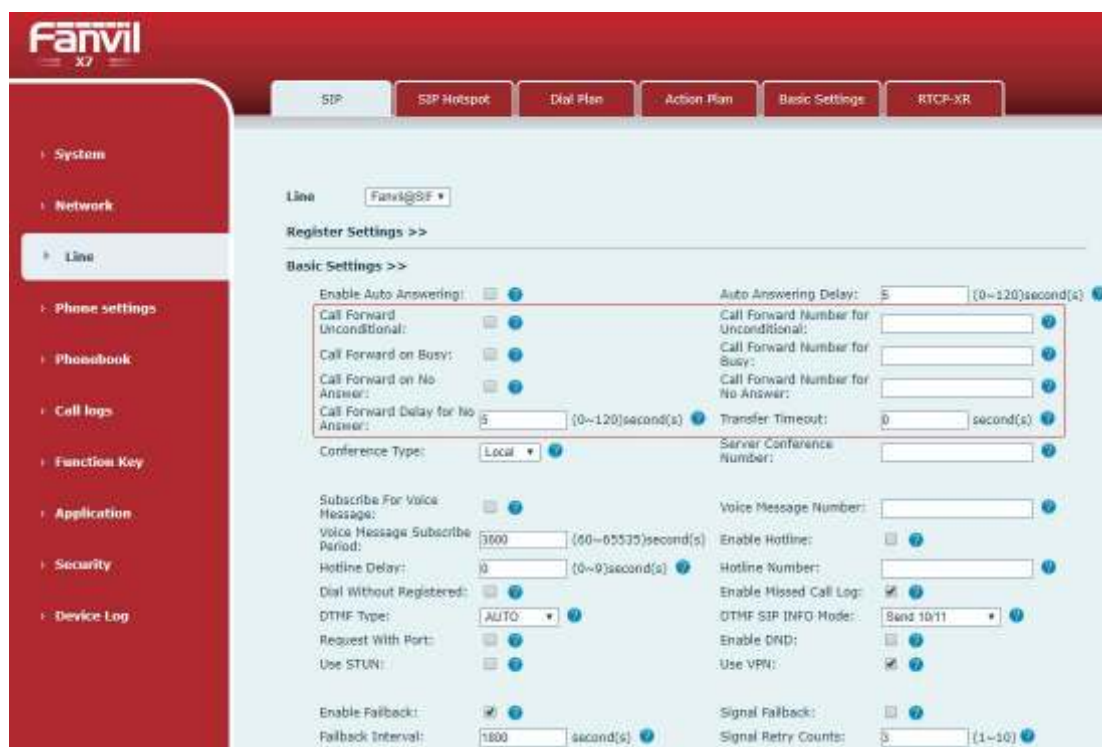 Fanvil
X7
SIP SIP Hotspot Dial Plan Action Plan Basic Settings RTCP-XR
System
Network
Line
Phone settings
Phonebook
Call logs
Function Key
Application
Security
Device Log
Line Fanvil@SIF
Register Settings >>
Basic Settings >>
Enable Auto Answering: Auto Answering Delay: 5 (0~120)second(s)
Call Forward Unconditional: Call Forward Number for Unconditional:
Call Forward on Busy: Call Forward Number for Busy:
Call Forward on No Answer: Call Forward Number for No Answer:
Call Forward Delay for No Answer: 5 (0~120)second(s) Transfer Timeout: 0 second(s)
Conference Type: Local Server Conference Number:
Subscribe For Voice Message: Voice Message Number:
Voice Message Subscribe Period: 3600 (60~65535)second(s) Enable Hotline:
Hotline Delay: 0 (0~9)second(s) Hotline Number:
Dial Without Registered: Enable Missed Call Log:
DTMF Type: AUTO DTMF SIP INFO Mode: Send 10/11
Request With Port: Enable DND:
Use STUN: Use VPN:
Enable Failback: Signal Failback:
Failback Interval: 1800 second(s) Signal Retry Counts: 3 (1~10)